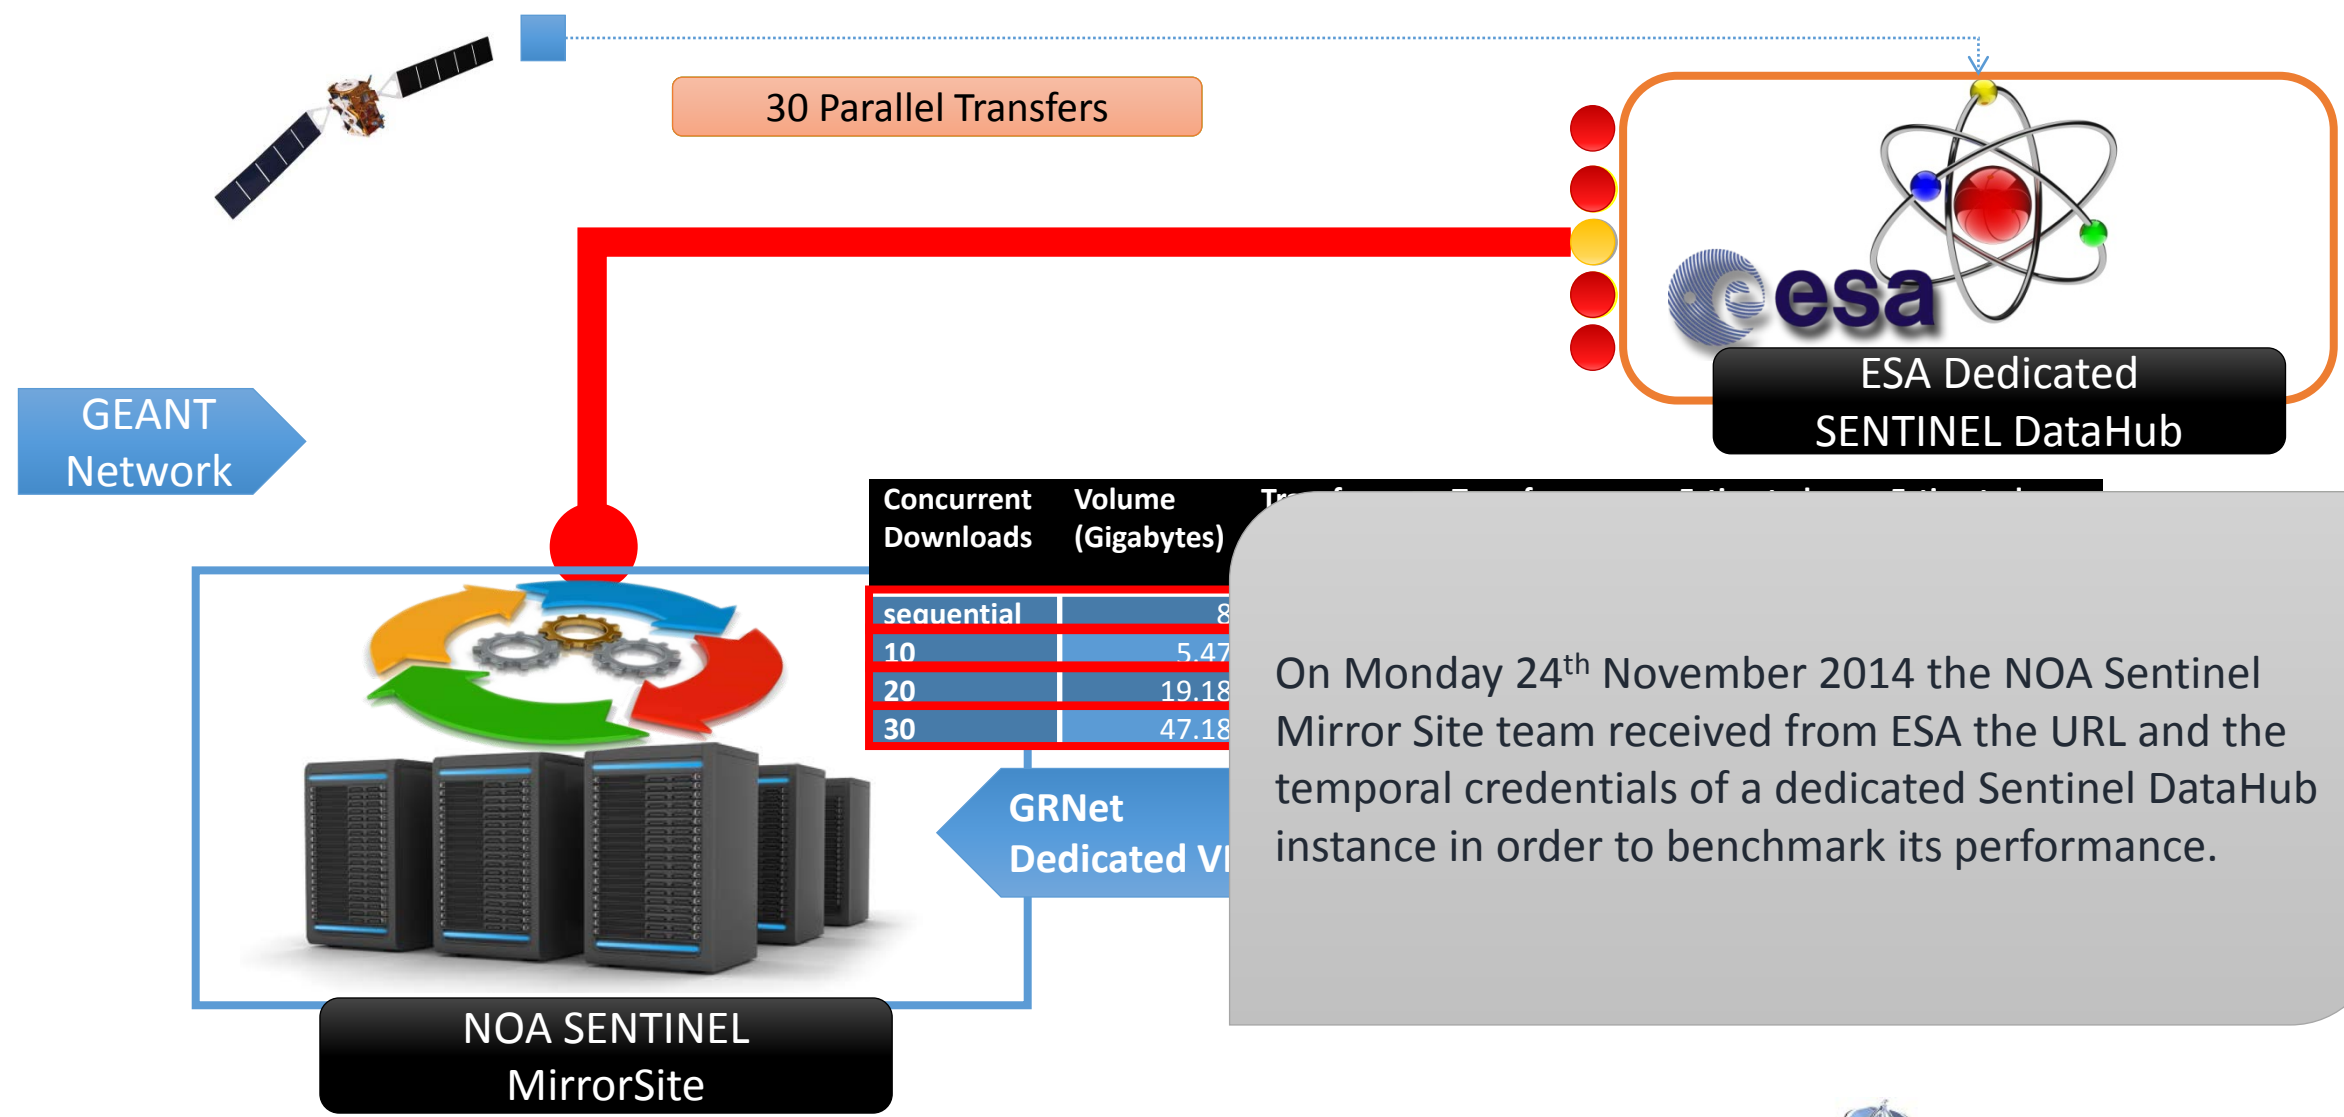 30 Parallel Transfers
esa
ESA Dedicated
SENTINEL DataHub
GEANT
Network
Concurrent Volume
Downloads (Gigabytes)
sequential 8
10 5.47
20 19.18
30 47.18
GRNet
Dedicated
On Monday 24th November 2014 the NOA Sentinel
Mirror Site team received from ESA the URL and the
temporal credentials of a dedicated Sentinel DataHub
instance in order to benchmark its performance.
NOA SENTINEL
MirrorSite